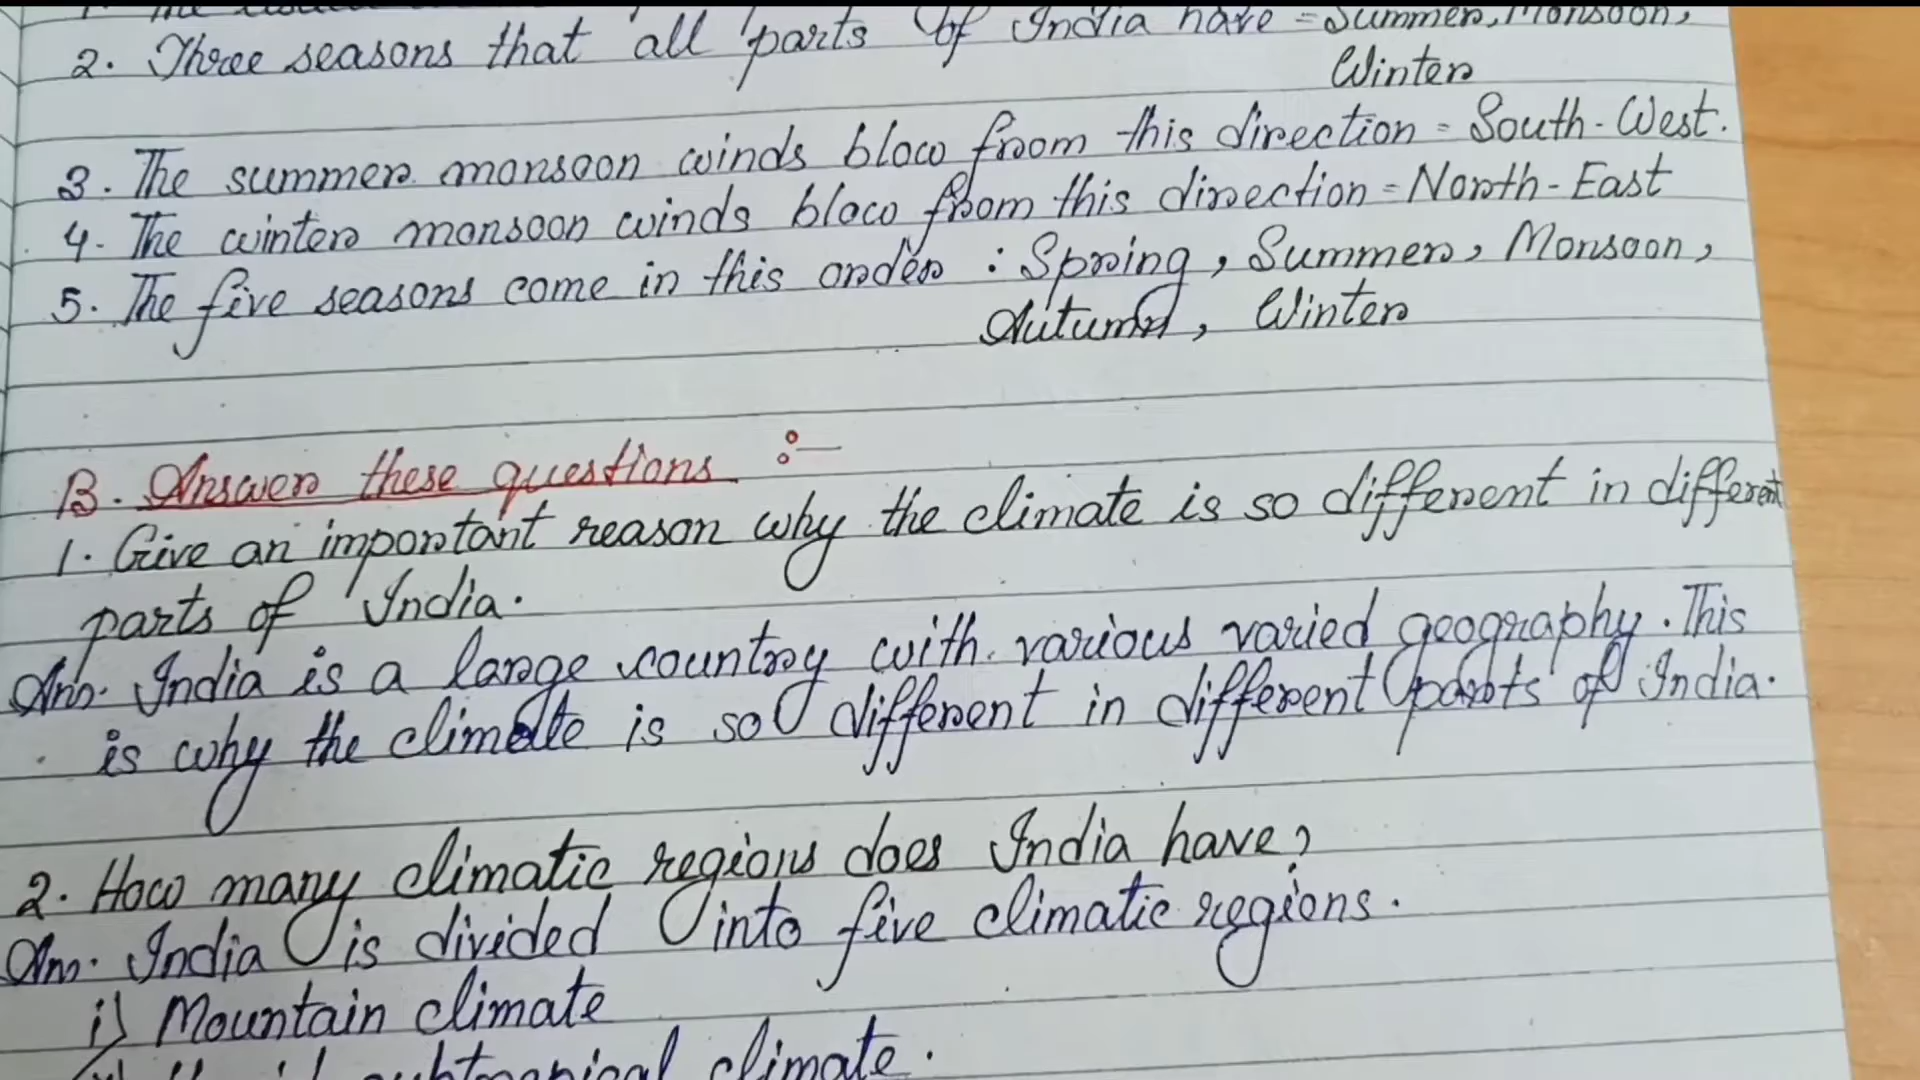 2. Three seasons that all parts of India have = Summer, Monsoon,
Winter
3. The summer monsoon winds blow from this direction = South-West.
4. The winter monsoon winds blow from this direction = North-East
5. The five seasons come in this order : Spring, Summer, Monsoon,
Autumn, Winter
B. Answer these questions :-
1. Give an important reason why the climate is so different in different
parts of India.
Ans. India is a large country with various varied geography. This
is why the climate is so different in different parts of India.
2. How many climatic regions does India have?
Ans. India is divided into five climatic regions.
i) Mountain climate
subtropical climate.